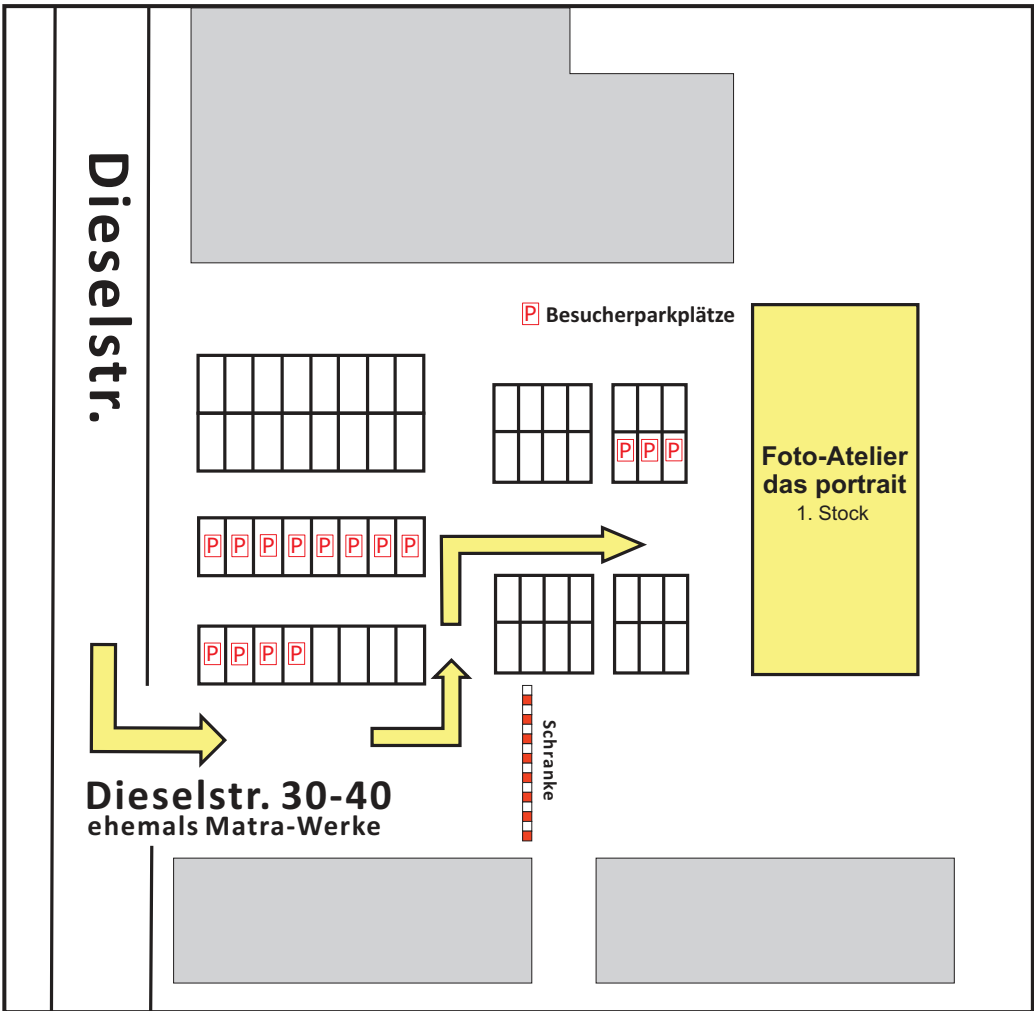 Dieselstr.
P Besucherparkplätze
P P P
Foto-Atelier
das portrait
1. Stock
P P P P P P P P
P P P P
Schranke
Dieselstr. 30-40
ehemals Matra-Werke